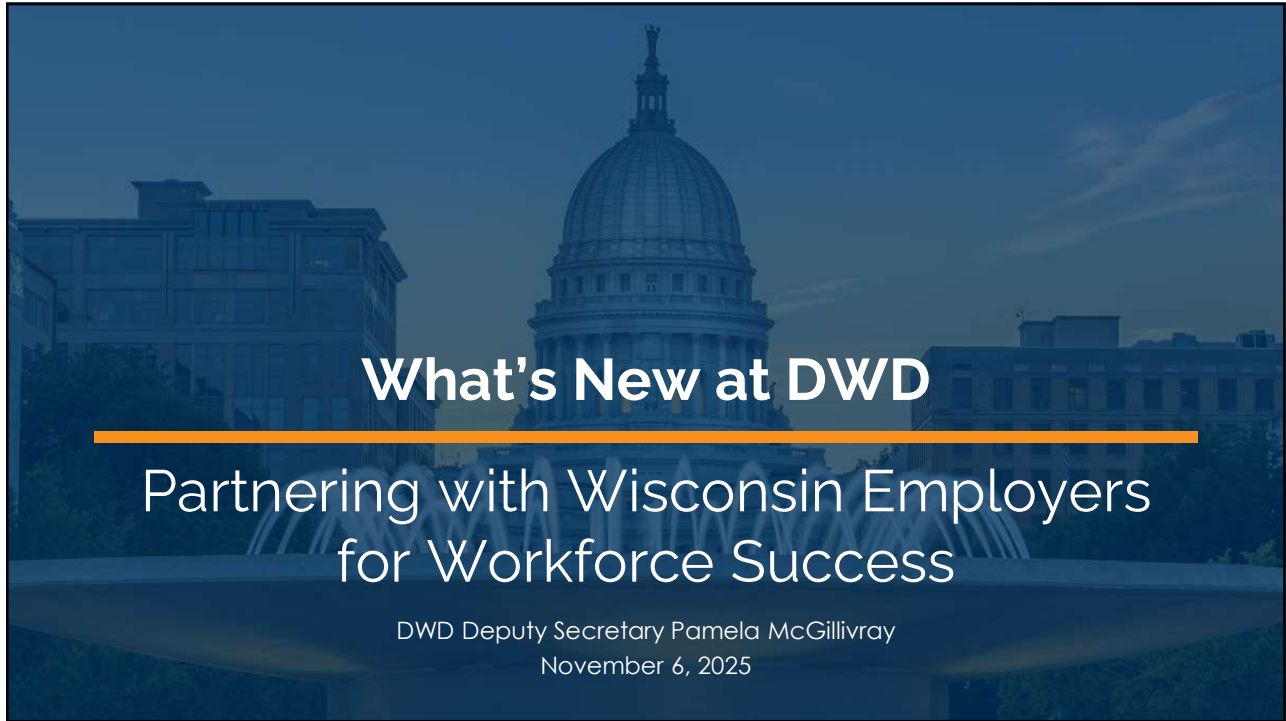 What’s New at DWD
Partnering with Wisconsin Employers
for Workforce Success
DWD Deputy Secretary Pamela McGillivray
November 6, 2025